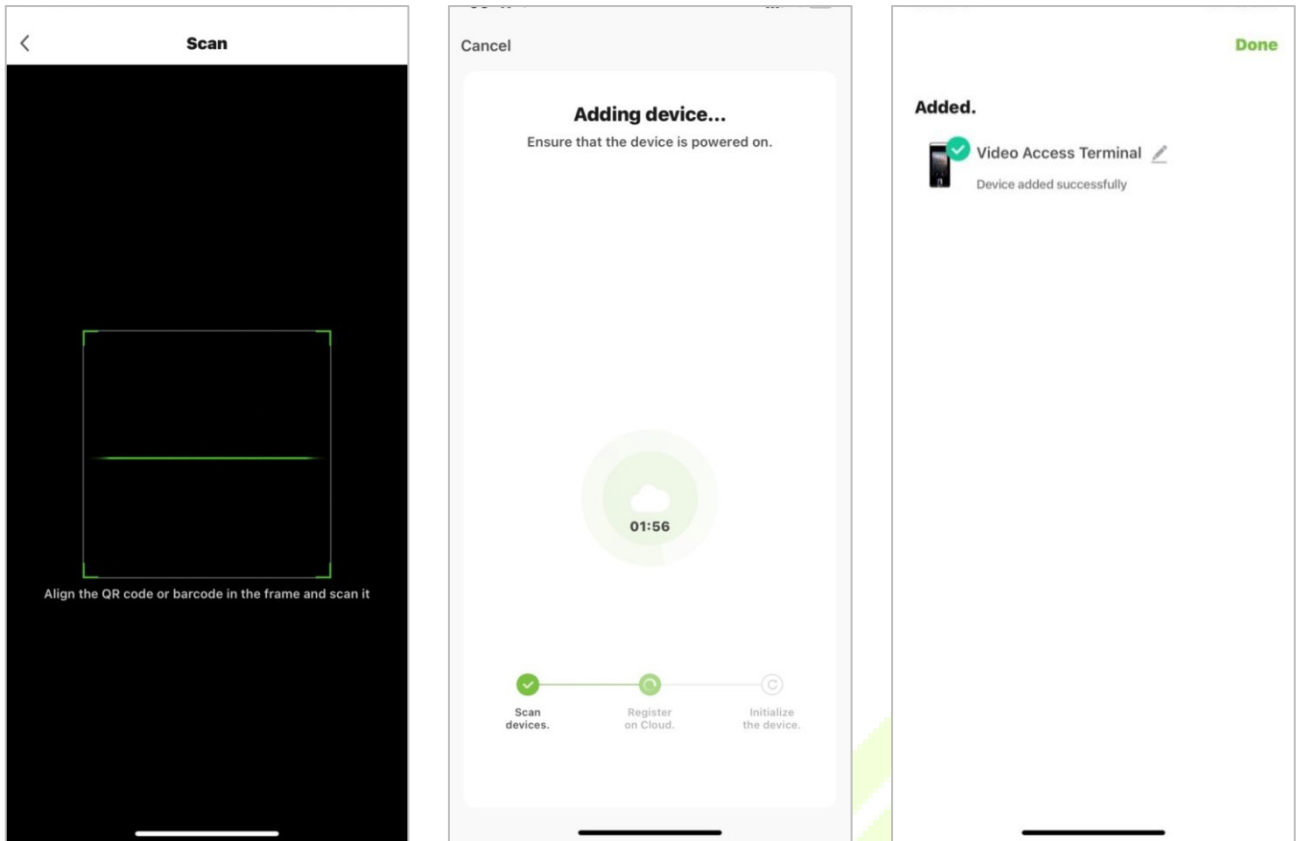 Scan
Align the QR code or barcode in the frame and scan it
Cancel
Adding device...
Ensure that the device is powered on.
01:56
Scan
devices.
Register
on Cloud.
Initialize
the device.
Done
Added.
Video Access Terminal
Device added successfully